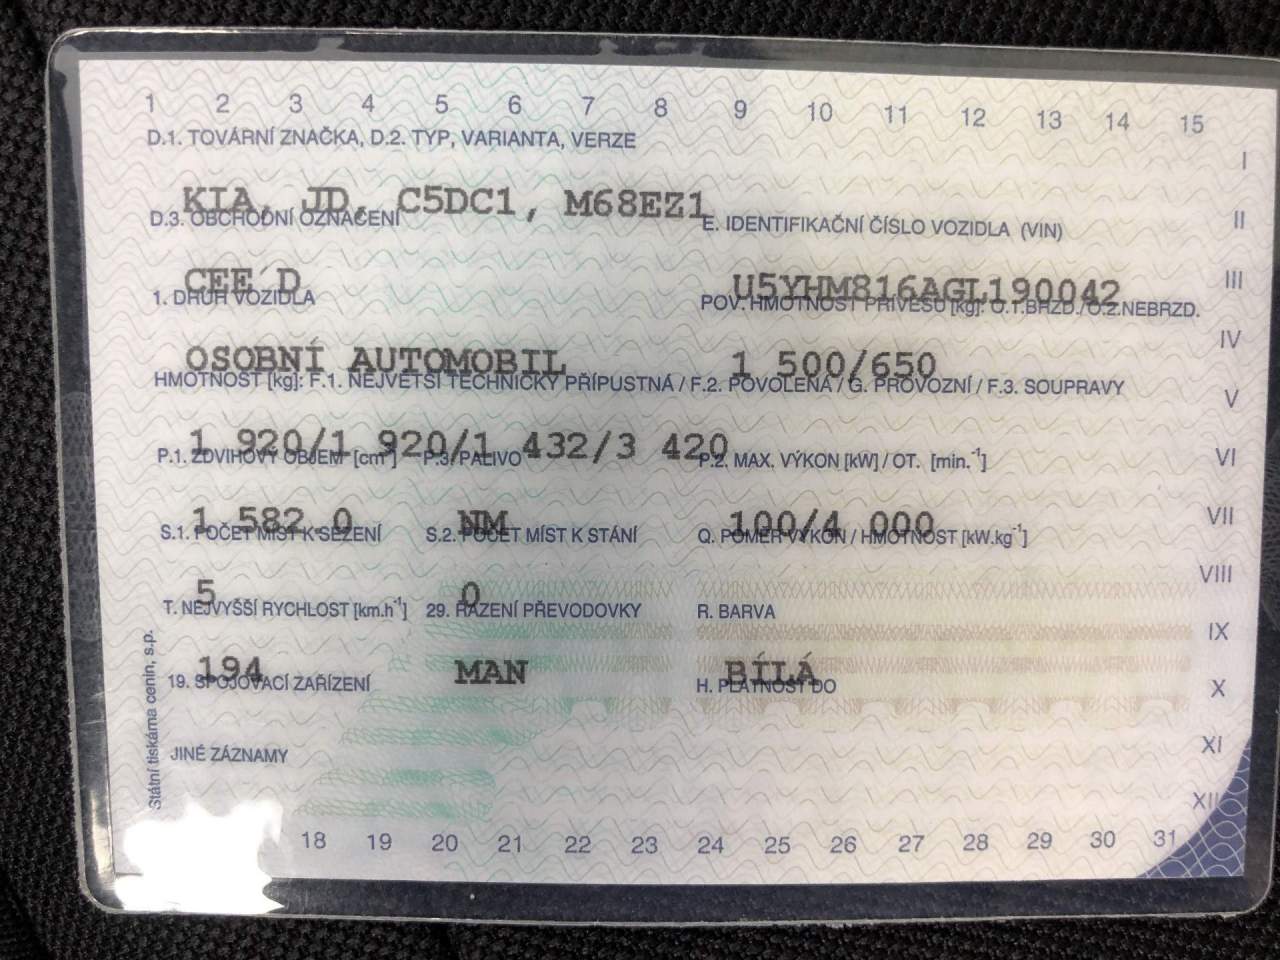 1 2 3 4 5 6 7 8 9 10 11 12 13 14 15
D.1. TOVÁRNÍ ZNAČKA, D.2. TYP, VARIANTA, VERZE
I
KIA, JD, C5DC1, M68EZ1
D.3. OBCHODNÍ OZNAČENÍ E. IDENTIFIKAČNÍ ČÍSLO VOZIDLA (VIN)
II
CEE´D U5YHM816AGL190042
III
1. DRUH VOZIDLA POV. HMOTNOST PŘÍVĚSU [kg]: O.1.BRZD./O.2.NEBRZD.
OSOBNÍ AUTOMOBIL 1 500/650
IV
HMOTNOST [kg]: F.1. NEJVĚTŠÍ TECHNICKY PŘÍPUSTNÁ / F.2. POVOLENÁ / G. PROVOZNÍ / F.3. SOUPRAVY
V
1 920/1 920/1 432/3 420
P.1. ZDVIHOVÝ OBJEM [cm³] P.3. PALIVO P.2. MAX. VÝKON [kW] / OT. [min.⁻¹]
VI
1 582.0 NM 100/4 000
VII
S.1. POČET MÍST K SEZENÍ S.2. POČET MÍST K STÁNÍ Q. POMĚR VÝKON / HMOTNOST [kW.kg⁻¹]
VIII
5 0
T. NEJVYŠŠÍ RYCHLOST [km.h⁻¹] 29. ŘAZENÍ PŘEVODOVKY R. BARVA
IX
194 MAN BÍLÁ
19. SPOJOVACÍ ZAŘÍZENÍ H. PLATNOST DO
X
JINÉ ZÁZNAMY
XI
XII
Státní tiskárna cenin, s.p.
18 19 20 21 22 23 24 25 26 27 28 29 30 31